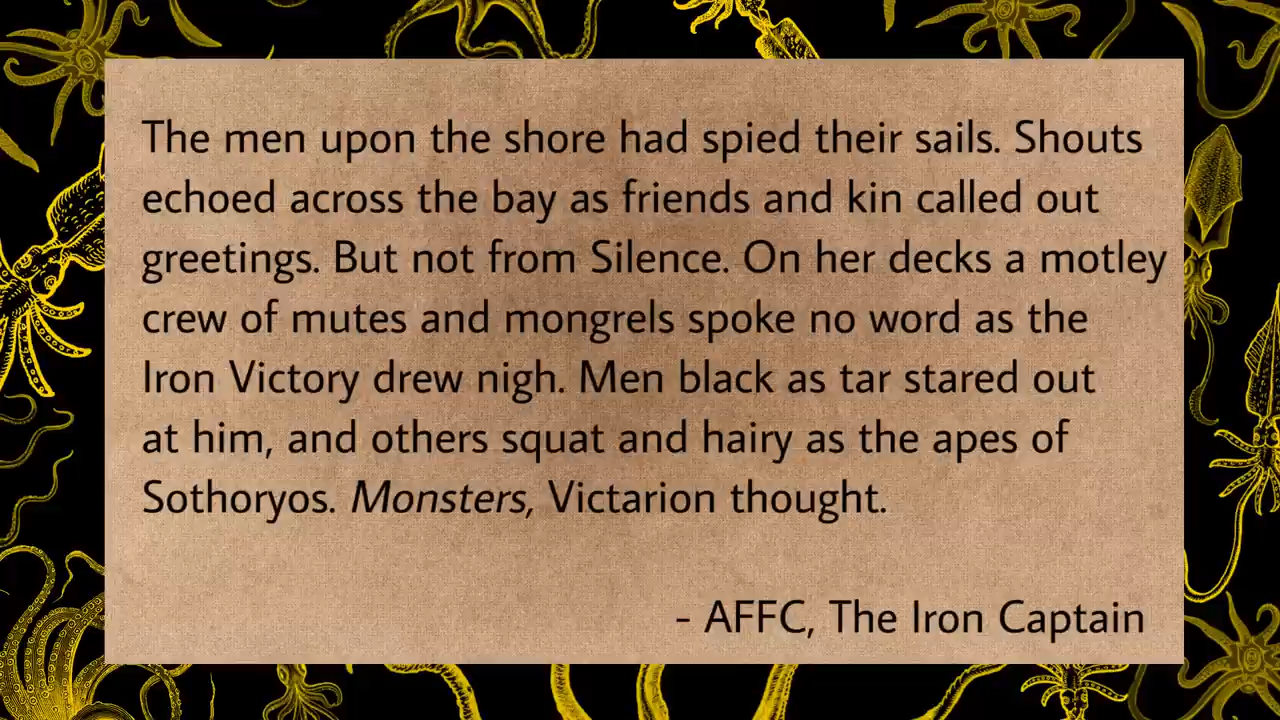 The men upon the shore had spied their sails. Shouts
echoed across the bay as friends and kin called out
greetings. But not from Silence. On her decks a motley
crew of mutes and mongrels spoke no word as the
Iron Victory drew nigh. Men black as tar stared out
at him, and others squat and hairy as the apes of
Sothoryos. Monsters, Victarion thought.
- AFFC, The Iron Captain